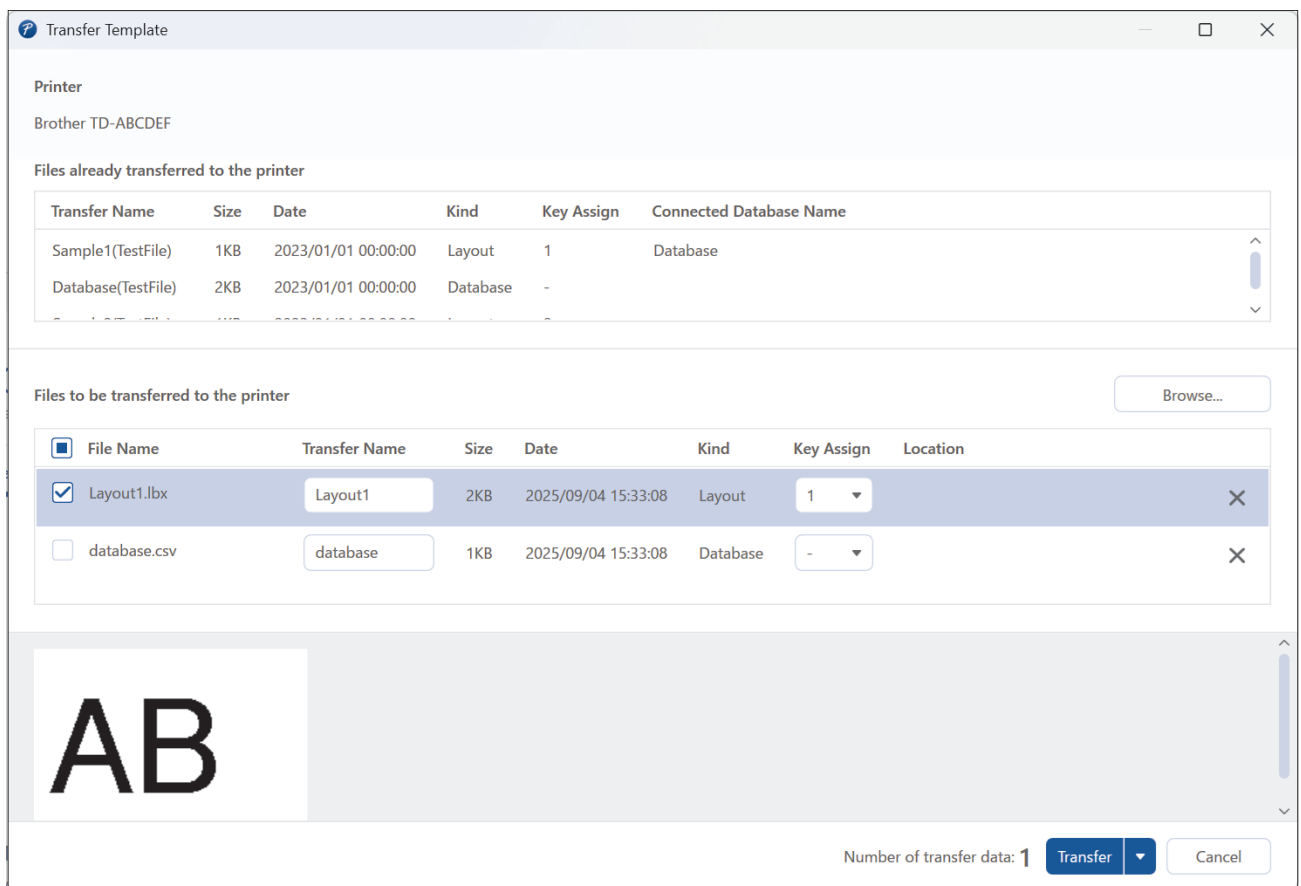 Transfer Template
Printer
Brother TD-ABCDEF
Files already transferred to the printer
Transfer Name Size Date Kind Key Assign Connected Database Name
Sample1(TestFile) 1KB 2023/01/01 00:00:00 Layout 1 Database
Database(TestFile) 2KB 2023/01/01 00:00:00 Database -
Files to be transferred to the printer
Browse...
File Name Transfer Name Size Date Kind Key Assign Location
Layout1.lbx Layout1 2KB 2025/09/04 15:33:08 Layout 1
database.csv database 1KB 2025/09/04 15:33:08 Database -
AB
Number of transfer data: 1 Transfer Cancel